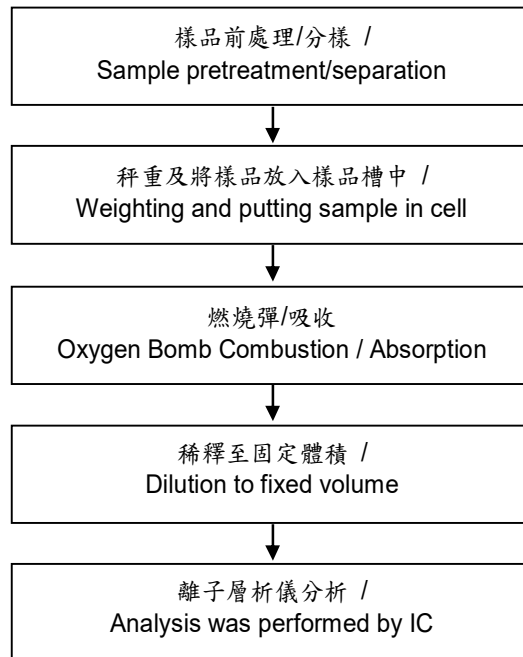 樣品前處理/分樣 /
Sample pretreatment/separation
秤重及將樣品放入樣品槽中 /
Weighting and putting sample in cell
燃燒彈/吸收
Oxygen Bomb Combustion / Absorption
稀釋至固定體積 /
Dilution to fixed volume
離子層析儀分析 /
Analysis was performed by IC